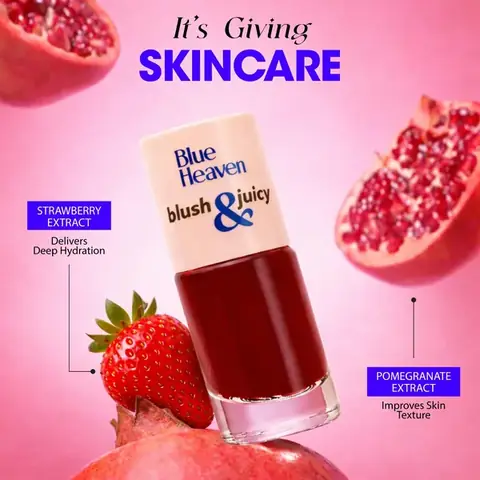 It's Giving
SKINCARE
Blue
Heaven
blush & juicy
STRAWBERRY
EXTRACT
Delivers
Deep Hydration
POMEGRANATE
EXTRACT
Improves Skin
Texture